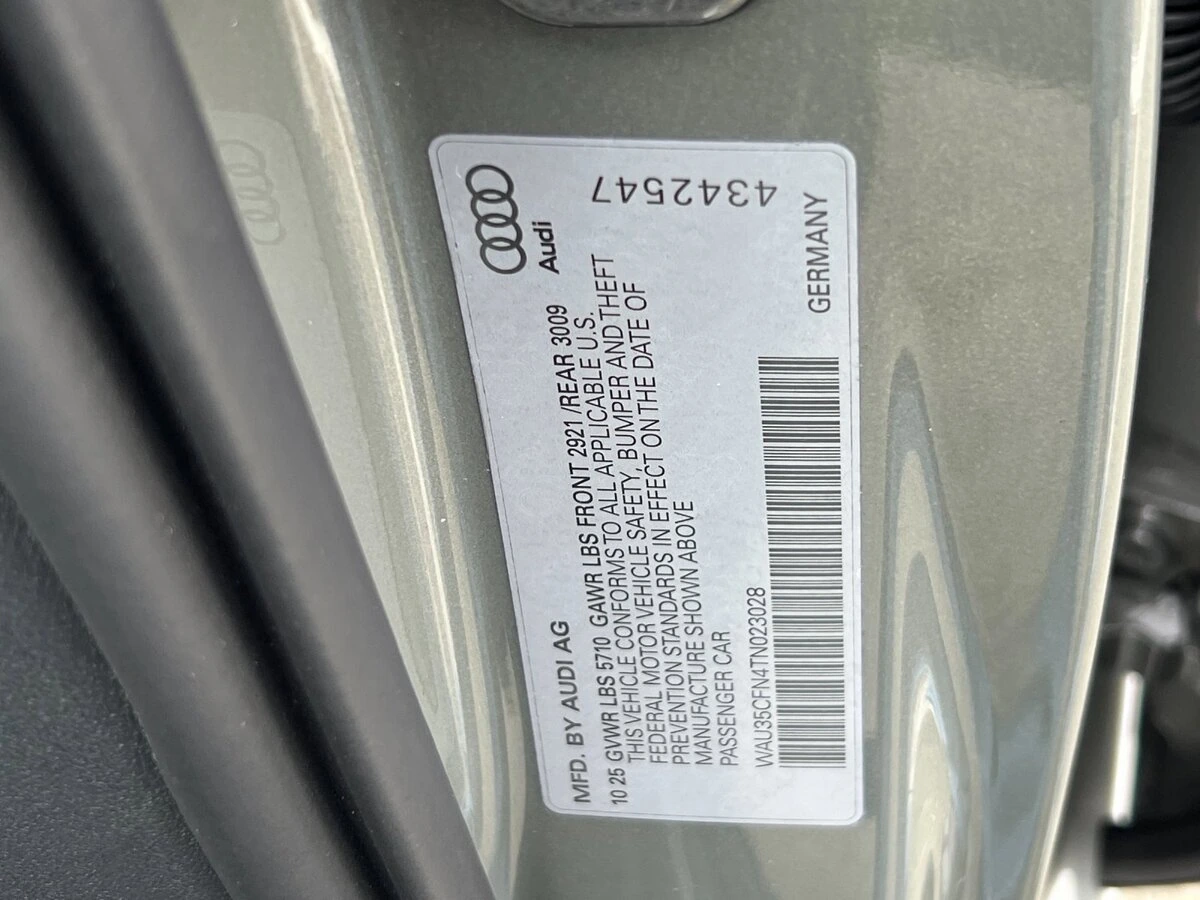 MFD. BY AUDI AG
Audi
10 25 GVWR LBS 5710 GAWR LBS FRONT 2921 /REAR 3009
THIS VEHICLE CONFORMS TO ALL APPLICABLE U.S.
FEDERAL MOTOR VEHICLE SAFETY, BUMPER AND THEFT
PREVENTION STANDARDS IN EFFECT ON THE DATE OF
MANUFACTURE SHOWN ABOVE
PASSENGER CAR
WAU35CFN4TN023028
GERMANY
4342547